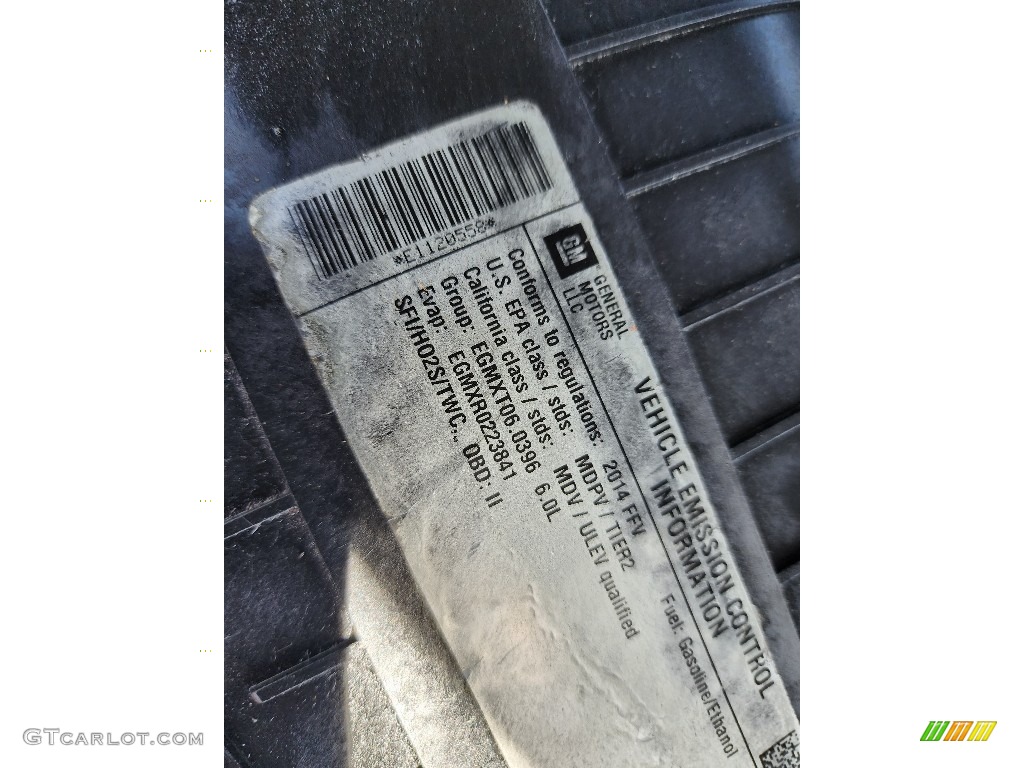 *E1120558*
GM
GENERAL
MOTORS
LLC
VEHICLE EMISSION CONTROL
INFORMATION
Conforms to regulations: 2014 FFV
Fuel: Gasoline/Ethanol
U.S. EPA class / stds: MDPV / TIER2
California class / stds: MDV / ULEV qualified
Group: EGMXT06.0396 6.0L
Evap: EGMXR0223841
SFI/HO2S/TWC.. OBD: II
GTCARLOT.COM